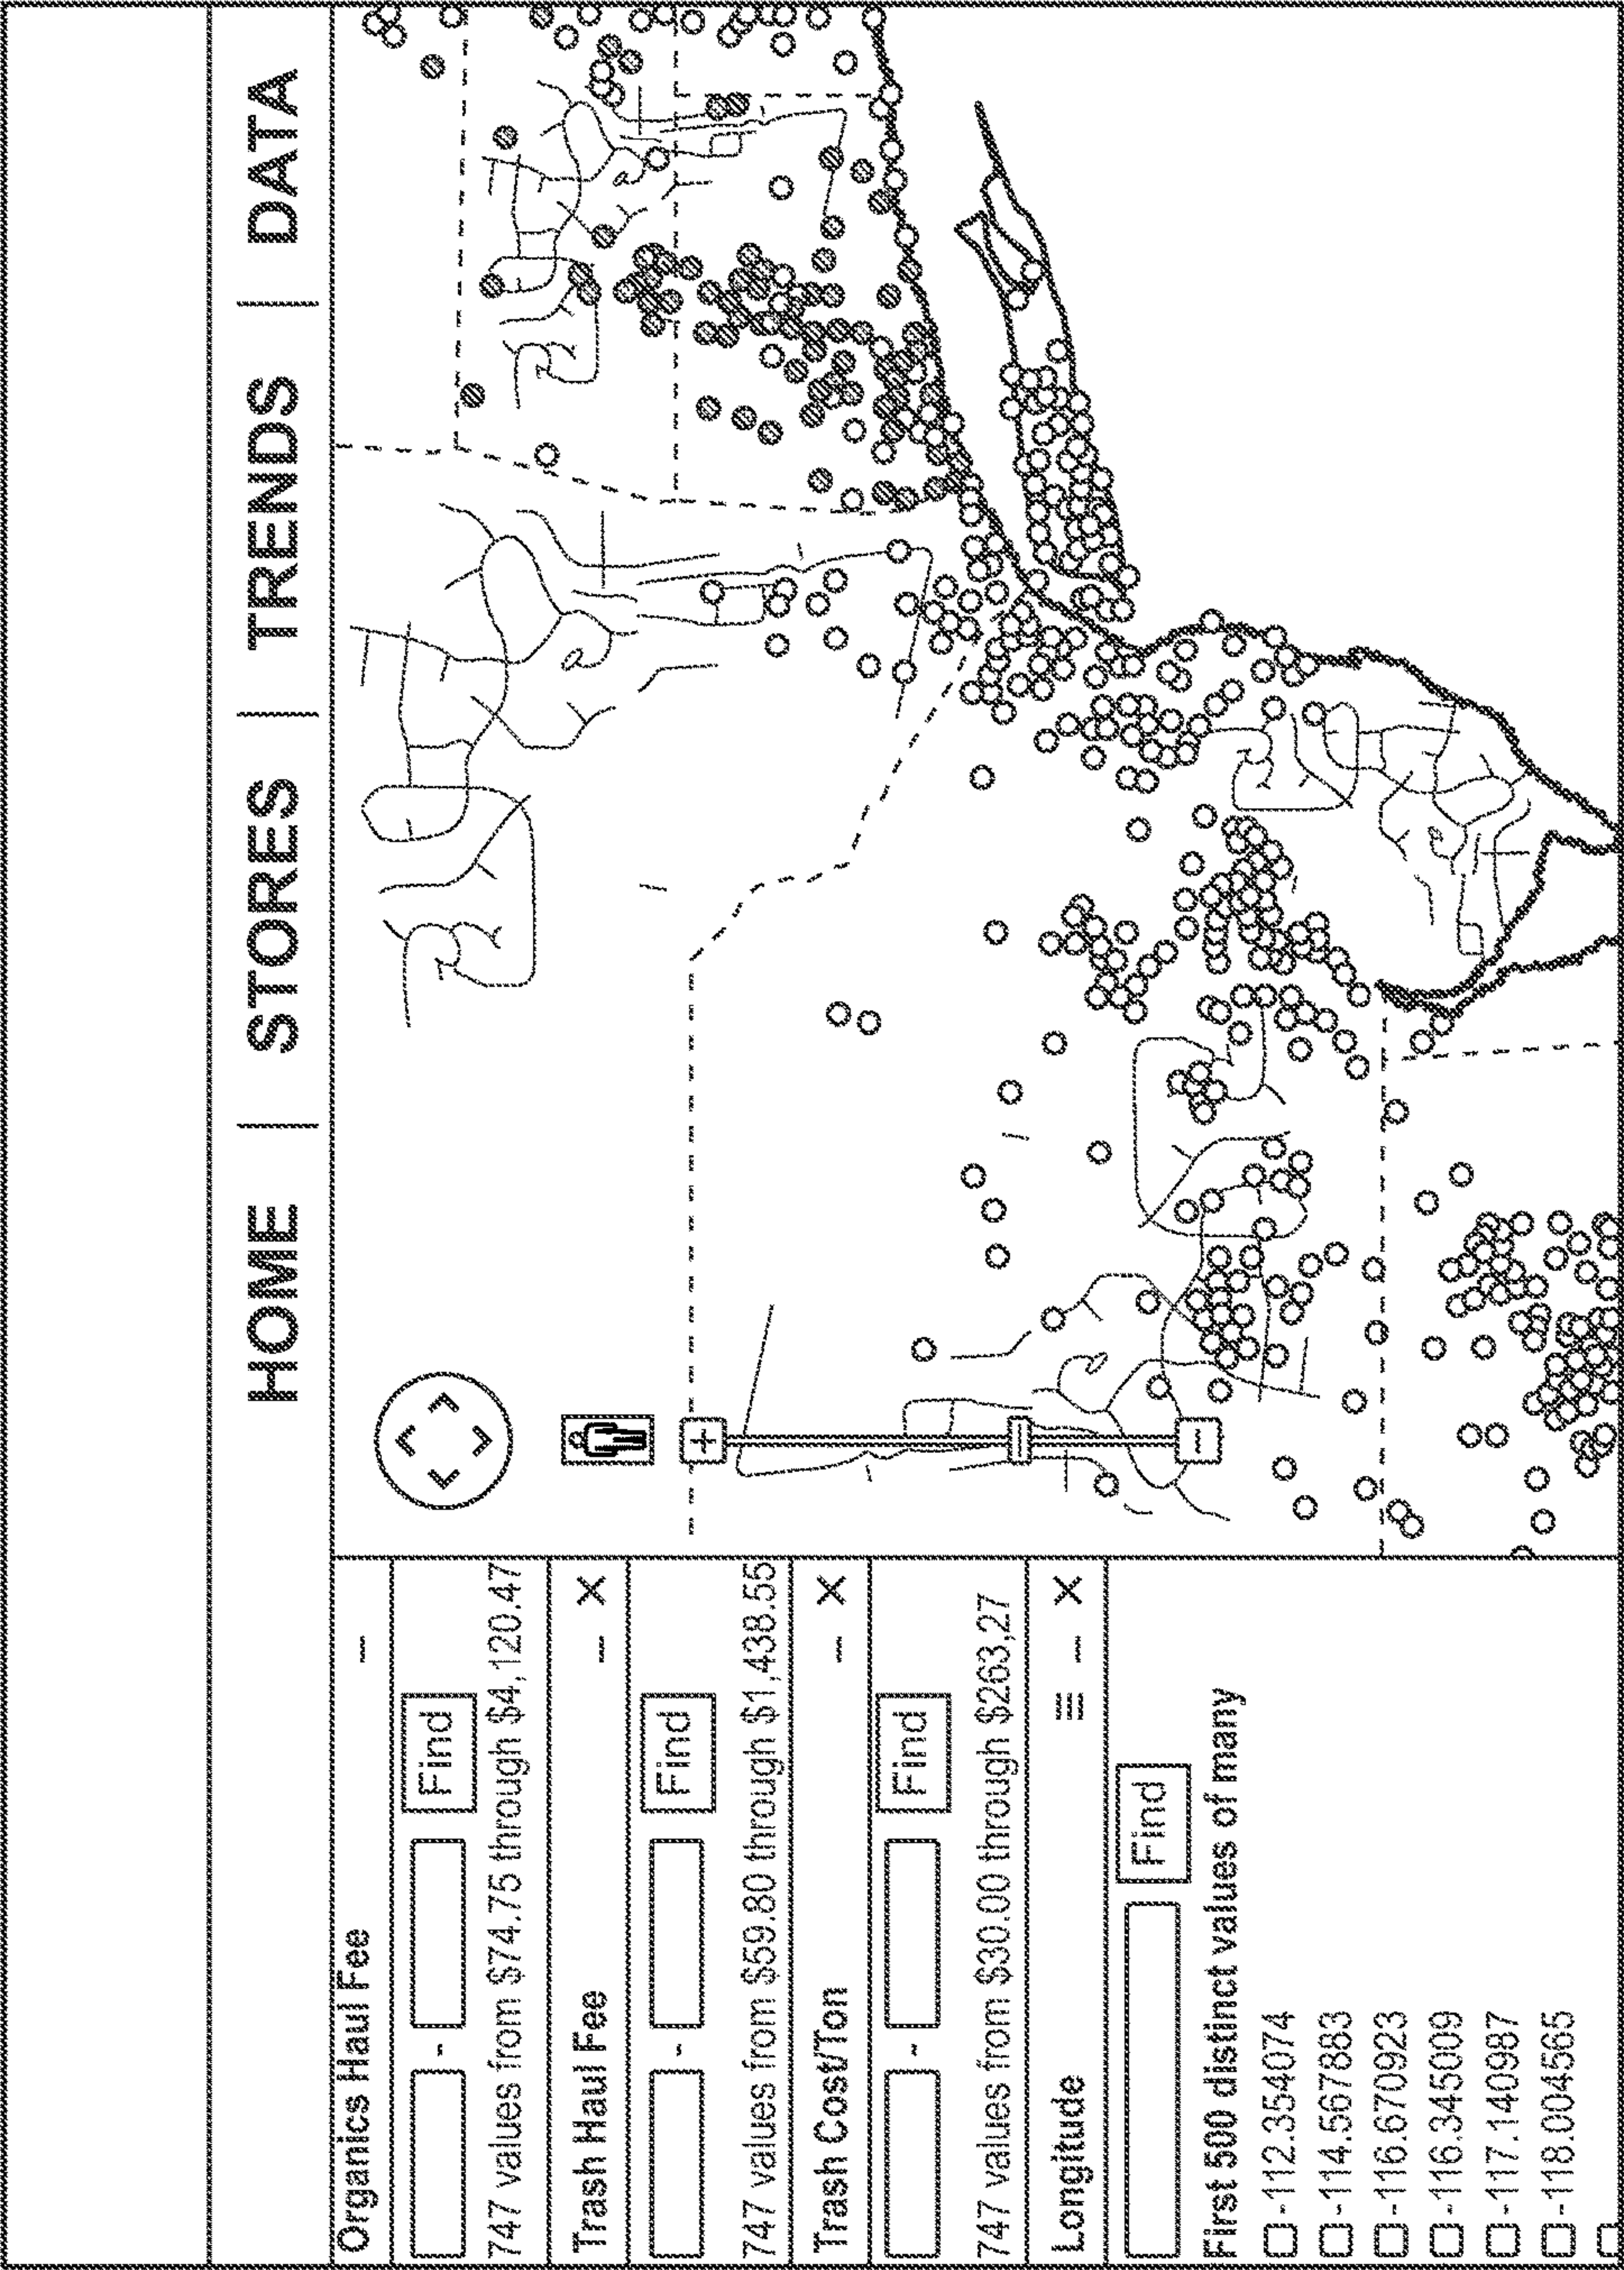 HOME | STORES | TRENDS | DATA
Organics Haul Fee –
- Find
747 values from $74.75 through $4,120.47
Trash Haul Fee – X
- Find
747 values from $59.80 through $1,438.55
Trash Cost/Ton – X
- Find
747 values from $30.00 through $263,27
Longitude ≡ – X
Find
First 500 distinct values of many
-112.354074
-114.567883
-116.670923
-116.345009
-117.140987
-118.004565
+
–